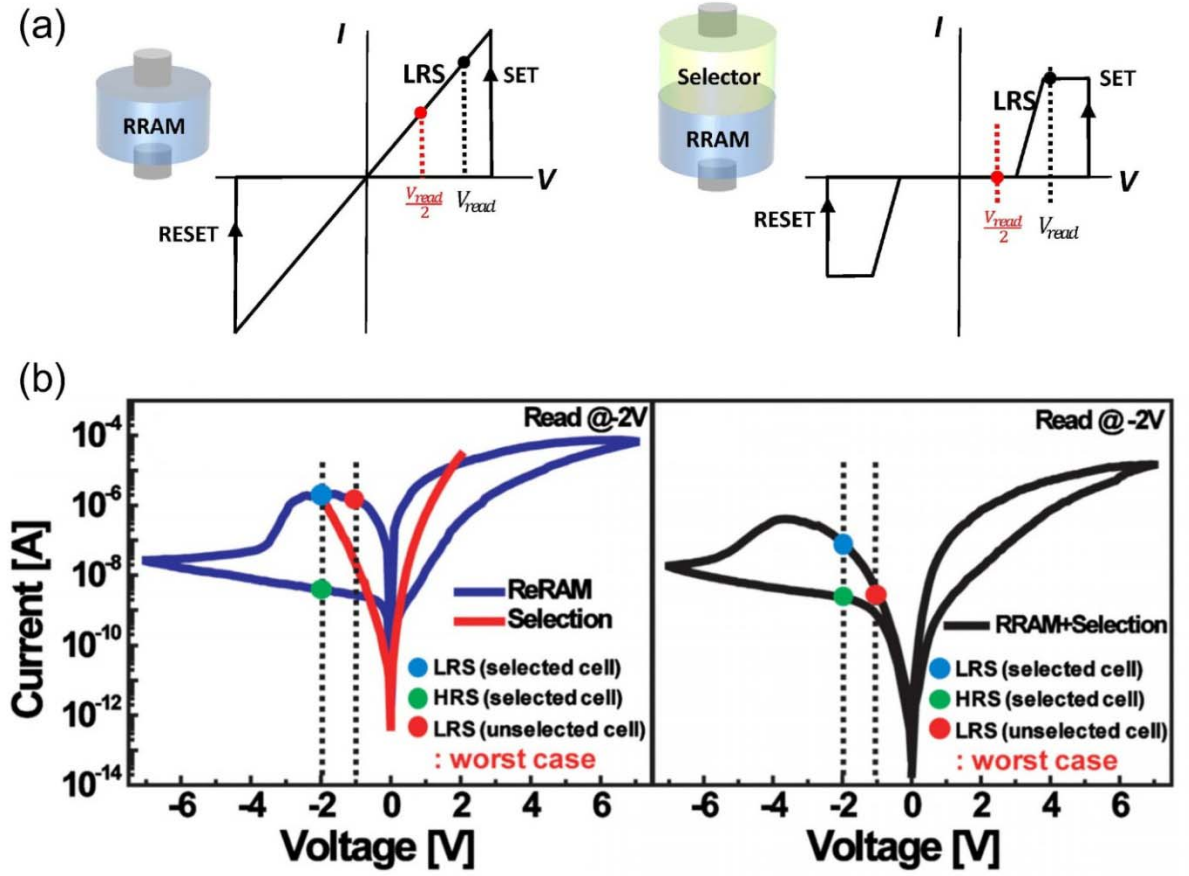 (a)
RRAM
I
LRS
SET
V
V_read/2
V_read
RESET
Selector
RRAM
I
LRS
SET
V
V_read/2
V_read
RESET
(b)
Read @-2V
Read @ -2V
Current [A]
10^-4
10^-6
10^-8
10^-10
10^-12
10^-14
ReRAM
Selection
LRS (selected cell)
HRS (selected cell)
LRS (unselected cell)
: worst case
RRAM+Selection
LRS (selected cell)
HRS (selected cell)
LRS (unselected cell)
: worst case
-6 -4 -2 0 2 4 6
-6 -4 -2 0 2 4 6
Voltage [V]
Voltage [V]